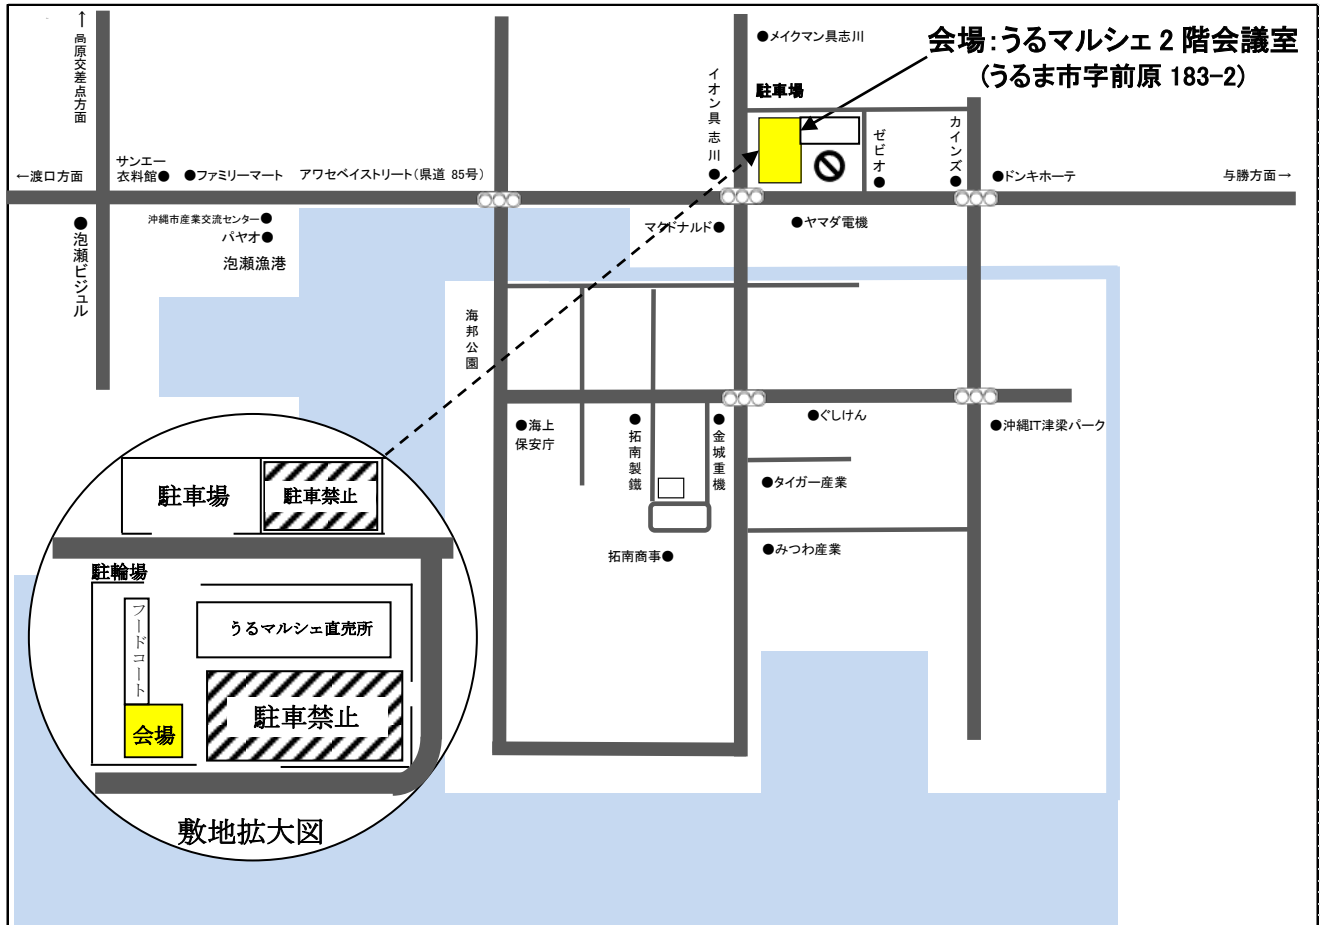 ↑高原交差点方面
●メイクマン具志川
会場：うるマルシェ２階会議室
（うるま市字前原 183-2）
イオン具志川●
駐車場
ゼビオ●
カインズ●
サンエー
衣料館●
●ファミリーマート
アワセベイストリート（県道 85号）
←渡口方面
●ドンキホーテ
与勝方面→
●泡瀬ビジュル
沖縄市産業交流センター●
パヤオ●
泡瀬漁港
マクドナルド●
●ヤマダ電機
海邦公園
●海上
保安庁
●拓南製鐵
●金城重機
●ぐしけん
●沖縄IT津梁パーク
●タイガー産業
拓南商事●
●みつわ産業
駐車場
駐車禁止
駐輪場
フードコート
うるマルシェ直売所
駐車禁止
会場
敷地拡大図